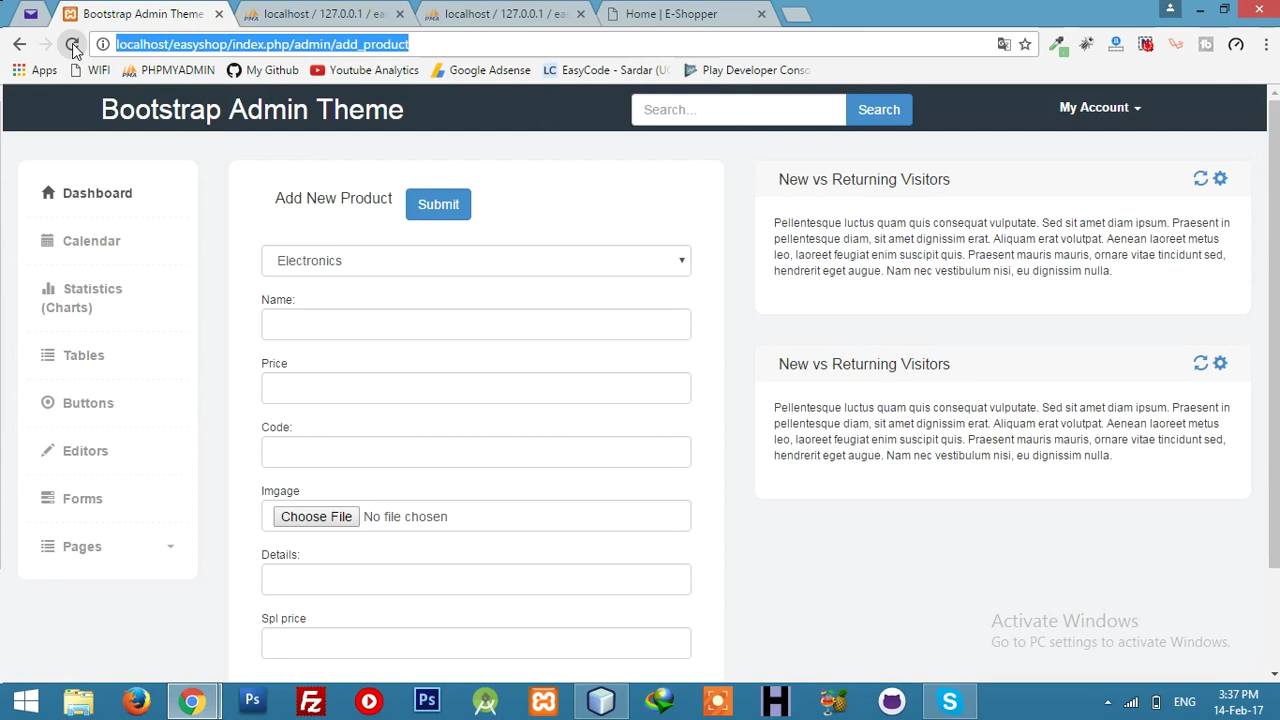 Bootstrap Admin Theme
localhost / 127.0.0.1 / eas
localhost / 127.0.0.1 / eas
Home | E-Shopper
localhost/easyshop/index.php/admin/add_product
Apps
WIFI
PHPMYADMIN
My Github
Youtube Analytics
Google Adsense
LC EasyCode - Sardar (UC
Play Developer Conso
Bootstrap Admin Theme
Search...
Search
My Account
Dashboard
Calendar
Statistics
(Charts)
Tables
Buttons
Editors
Forms
Pages
Add New Product
Submit
Electronics
Name:
Price
Code:
Imgage
Choose File No file chosen
Details:
Spl price
New vs Returning Visitors
Pellentesque luctus quam quis consequat vulputate. Sed sit amet diam ipsum. Praesent in
pellentesque diam, sit amet dignissim erat. Aliquam erat volutpat. Aenean laoreet metus
leo, laoreet feugiat enim suscipit quis. Praesent mauris mauris, ornare vitae tincidunt sed,
hendrerit eget augue. Nam nec vestibulum nisi, eu dignissim nulla.
New vs Returning Visitors
Pellentesque luctus quam quis consequat vulputate. Sed sit amet diam ipsum. Praesent in
pellentesque diam, sit amet dignissim erat. Aliquam erat volutpat. Aenean laoreet metus
leo, laoreet feugiat enim suscipit quis. Praesent mauris mauris, ornare vitae tincidunt sed,
hendrerit eget augue. Nam nec vestibulum nisi, eu dignissim nulla.
Activate Windows
Go to PC settings to activate Windows.
Ps
Fz
Ps
H
S
ENG
3:37 PM
14-Feb-17